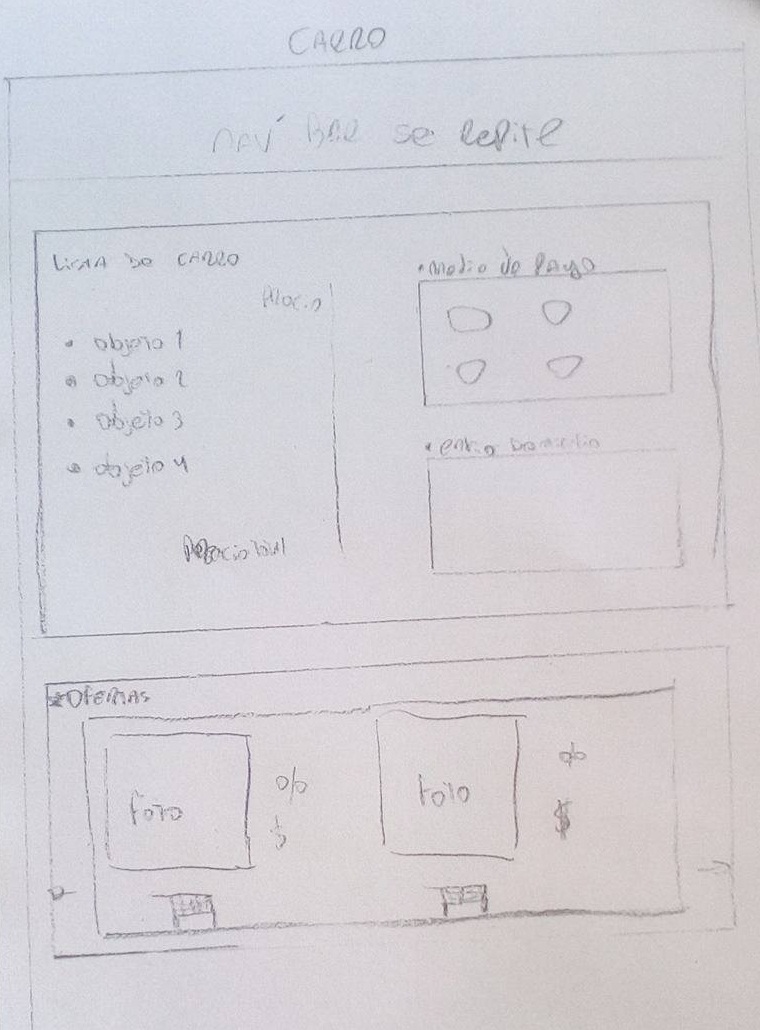 CARRO
NAV BAR se Repite
Lista de CARRO
Medio de Pago
Precio
• objeto 1
• objeto 2
• objeto 3
• objeto 4
Precio total
• envio Domicilio
OFERTAS
foto
%
$
foto
%
$